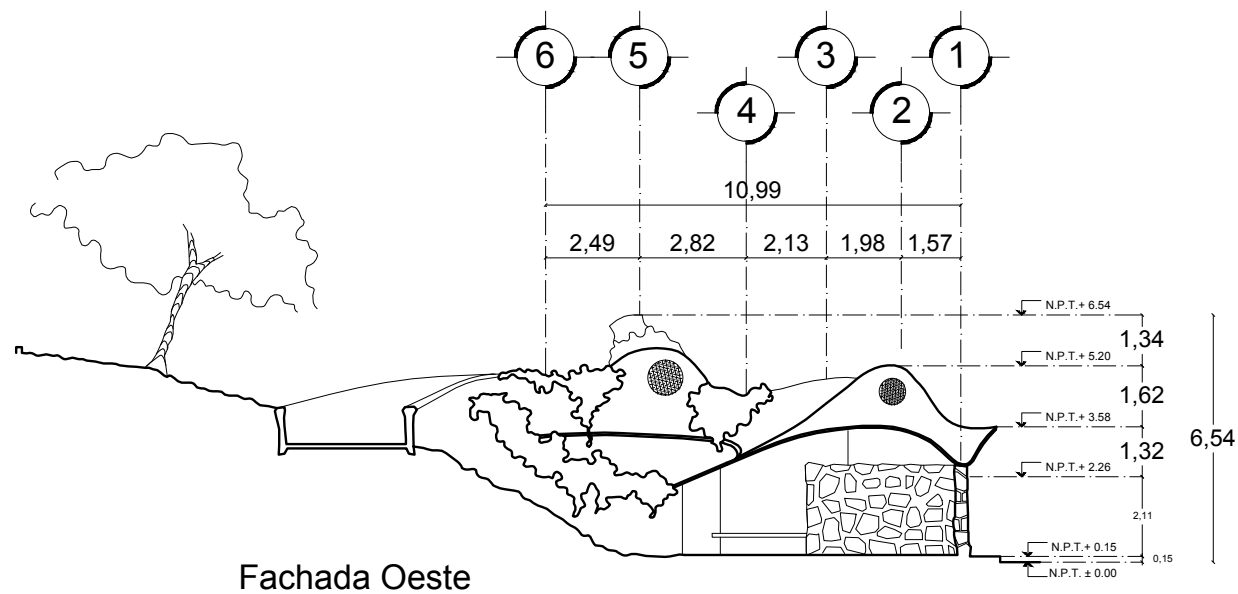 6 5 3 1
4 2
10,99
2,49 2,82 2,13 1,98 1,57
N.P.T.+ 6.54
1,34
N.P.T.+ 5.20
1,62
N.P.T.+ 3.58
1,32
6,54
N.P.T.+ 2.26
2,11
N.P.T.+ 0.15
0,15
N.P.T. ± 0.00
Fachada Oeste